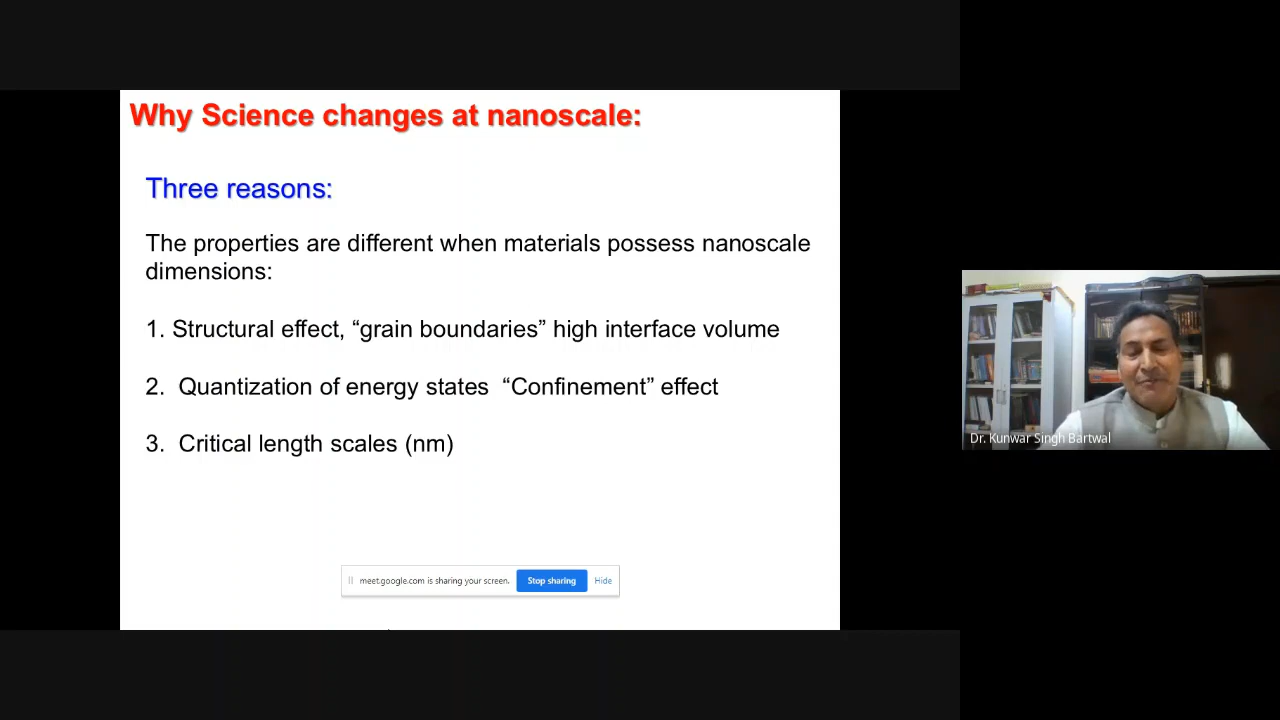 Why Science changes at nanoscale:
Three reasons:
The properties are different when materials possess nanoscale
dimensions:
1. Structural effect, “grain boundaries” high interface volume
2. Quantization of energy states “Confinement” effect
3. Critical length scales (nm)
meet.google.com is sharing your screen. Stop sharing Hide
Dr. Kunwar Singh Bartwal